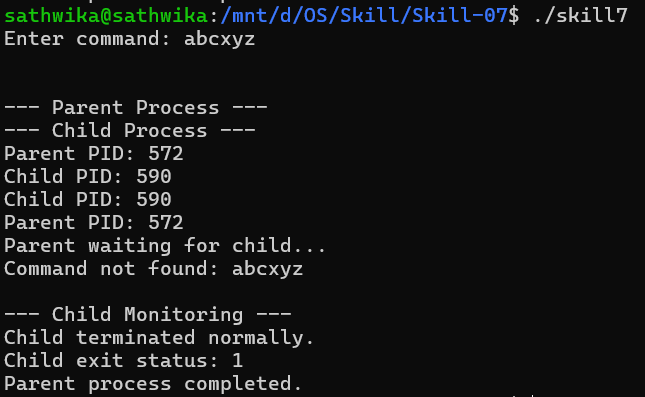 sathwika@sathwika:/mnt/d/OS/Skill/Skill-07$ ./skill7
Enter command: abcxyz
--- Parent Process ---
--- Child Process ---
Parent PID: 572
Child PID: 590
Child PID: 590
Parent PID: 572
Parent waiting for child...
Command not found: abcxyz
--- Child Monitoring ---
Child terminated normally.
Child exit status: 1
Parent process completed.